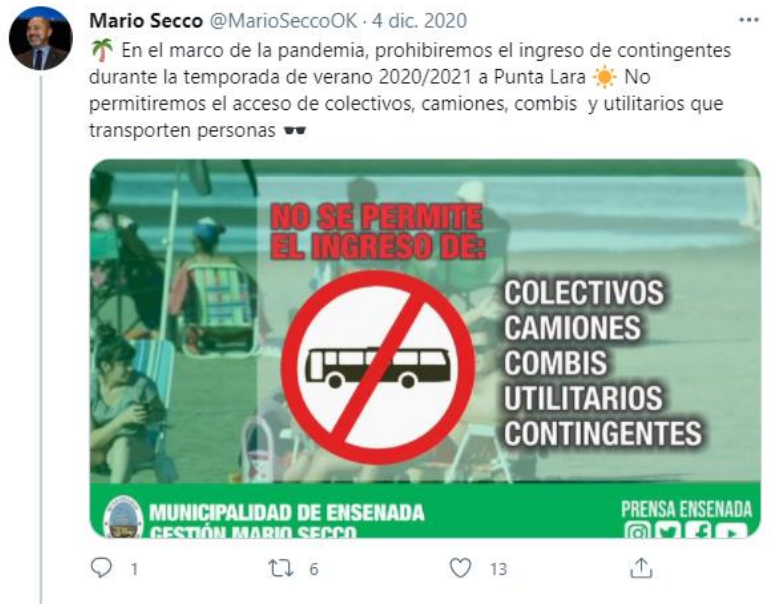 Mario Secco @MarioSeccoOK · 4 dic. 2020
🌴 En el marco de la pandemia, prohibiremos el ingreso de contingentes
durante la temporada de verano 2020/2021 a Punta Lara ☀️ No
permitiremos el acceso de colectivos, camiones, combis y utilitarios que
transporten personas 🕶️
NO SE PERMITE
EL INGRESO DE:
COLECTIVOS
CAMIONES
COMBIS
UTILITARIOS
CONTINGENTES
MUNICIPALIDAD DE ENSENADA
GESTIÓN MARIO SECCO
PRENSA ENSENADA
1
6
13